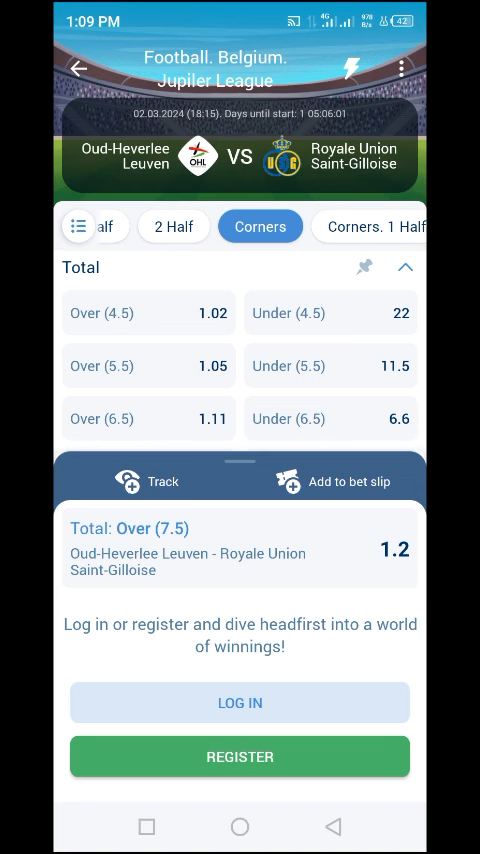 1:09 PM
4G
978 B/s
42
Football. Belgium.
Jupiler League
02.03.2024 (18:15). Days until start: 1 05:06:01
Oud-Heverlee
Leuven
OHL
VS
USG
Royale Union
Saint-Gilloise
alf
2 Half
Corners
Corners. 1 Half
Total
Over (4.5) 1.02
Under (4.5) 22
Over (5.5) 1.05
Under (5.5) 11.5
Over (6.5) 1.11
Under (6.5) 6.6
Track
Add to bet slip
Total: Over (7.5)
Oud-Heverlee Leuven - Royale Union
Saint-Gilloise
1.2
Log in or register and dive headfirst into a world
of winnings!
LOG IN
REGISTER